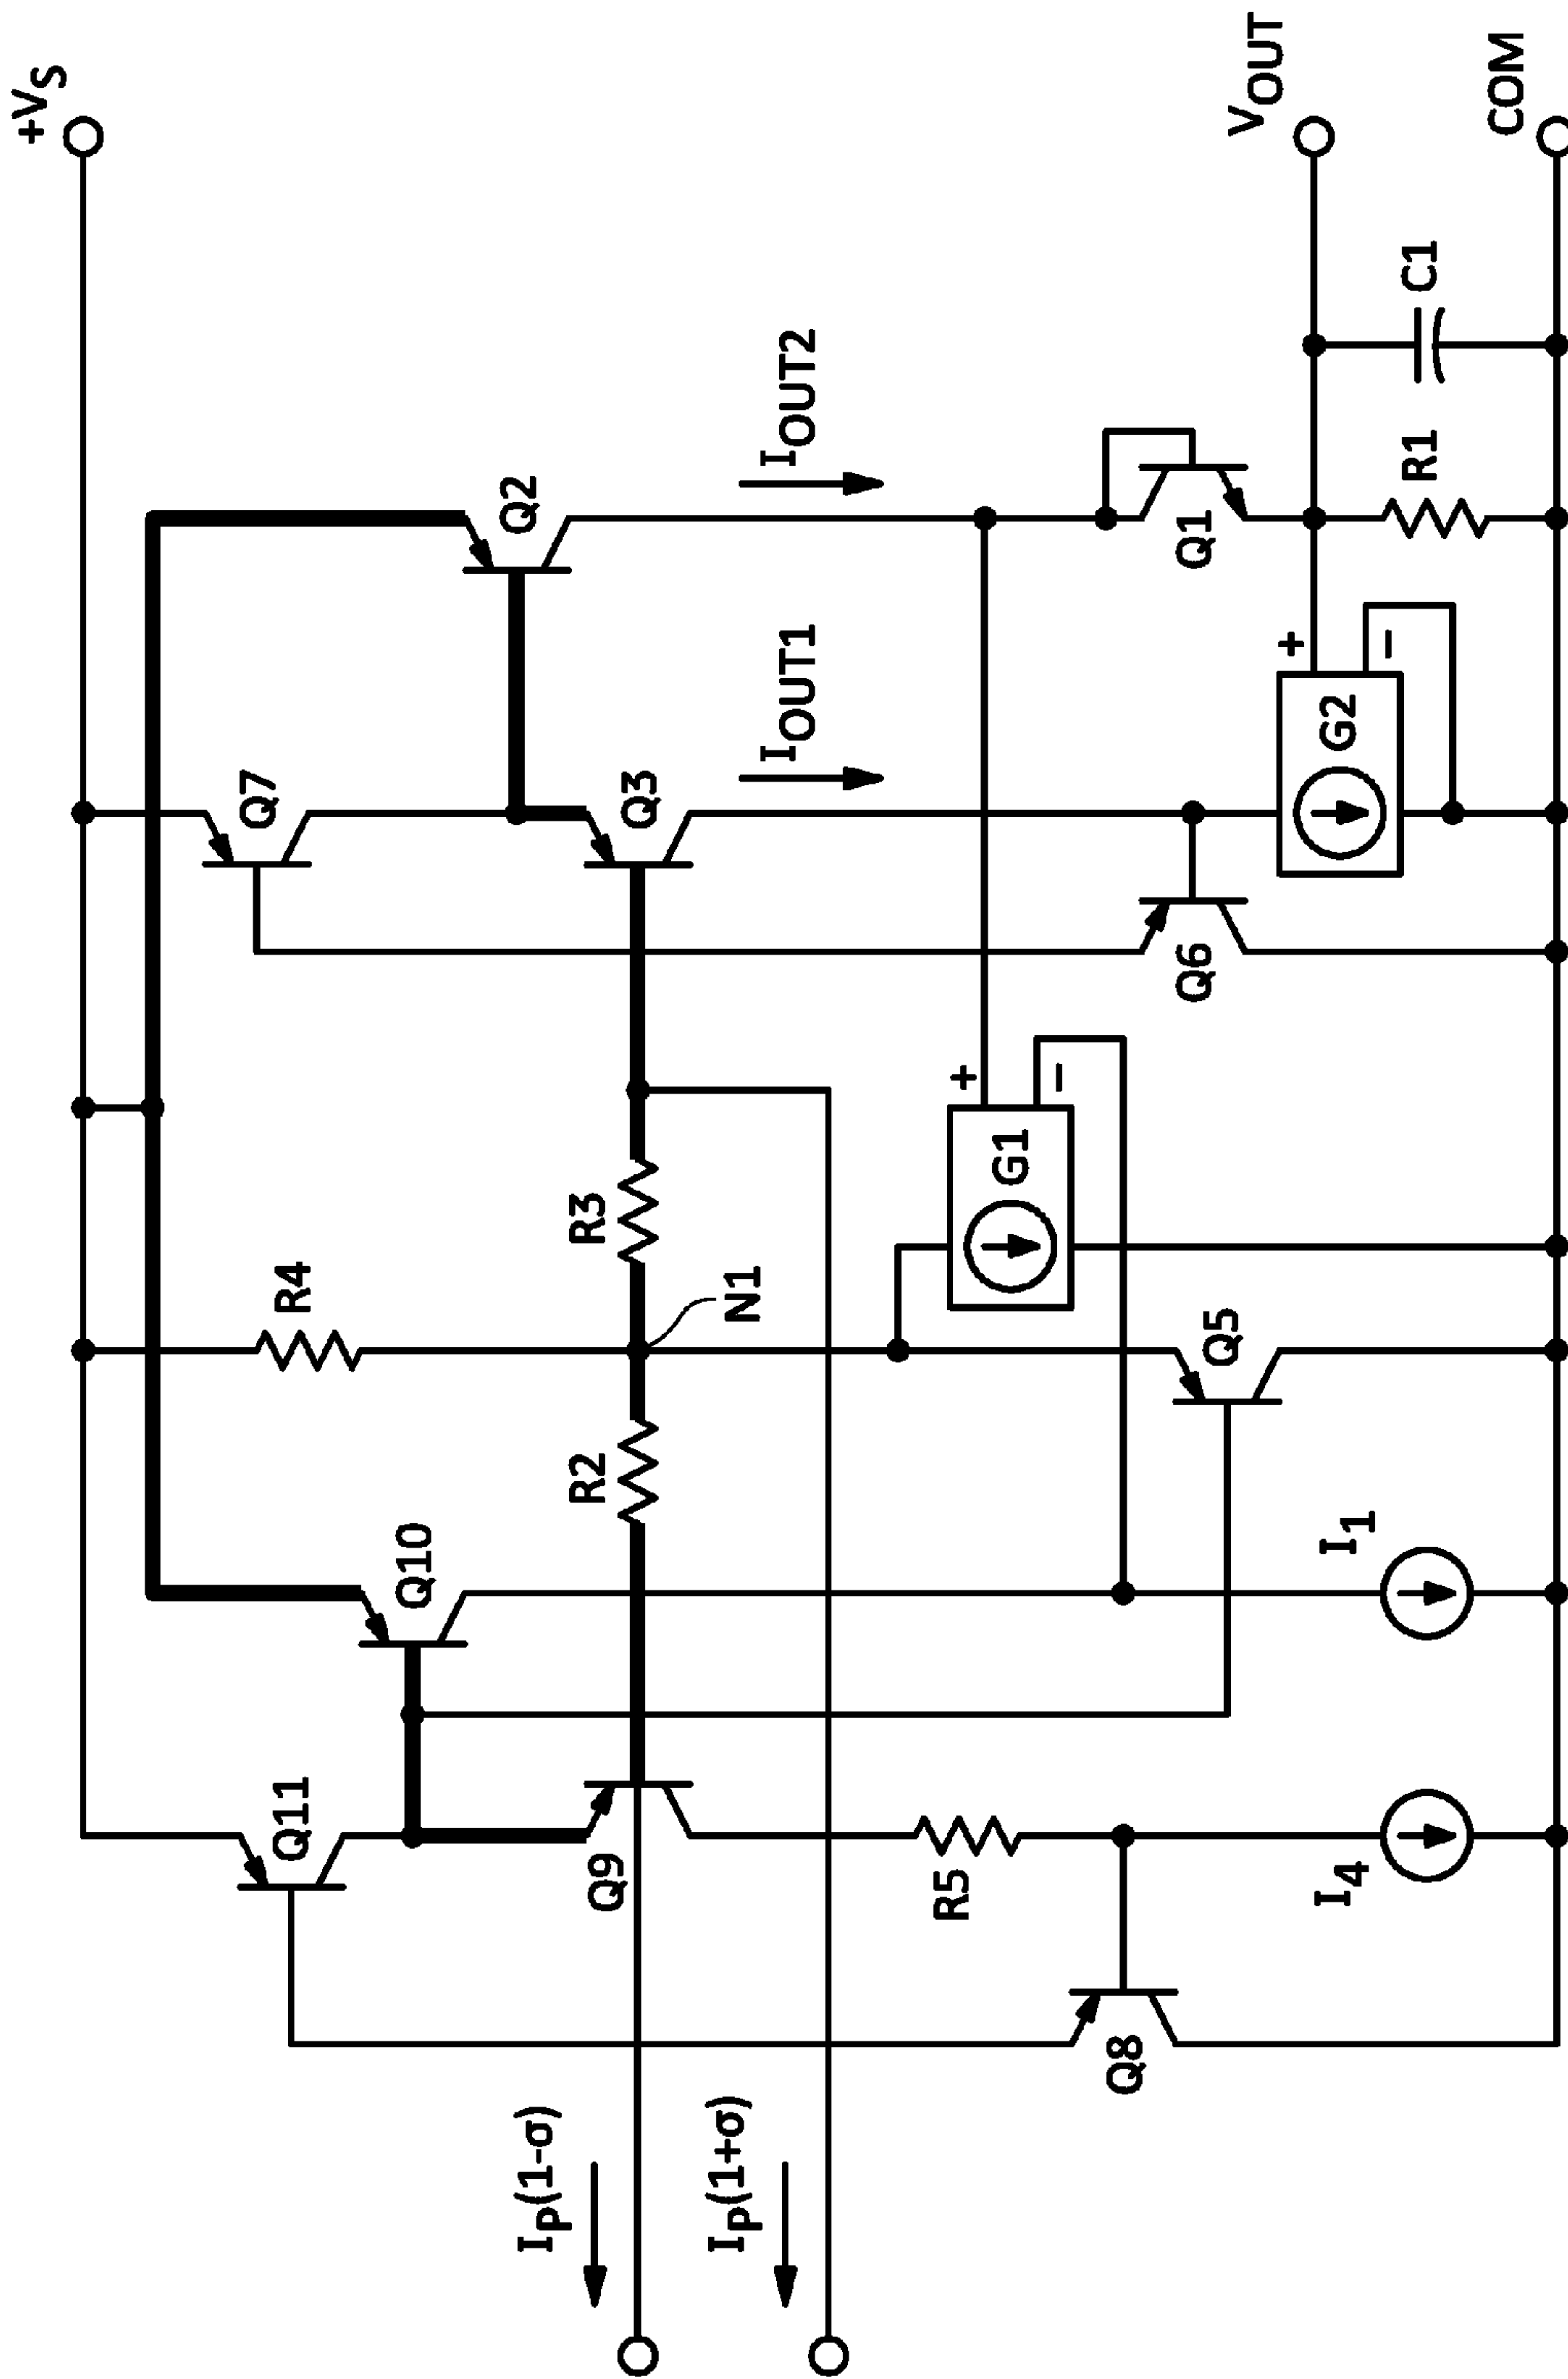 +VS
Q7
Q11
R4
Q10
Q2
Q3
R3
R2
Q9
N1
IP(1-σ)
IP(1+σ)
IOUT1
IOUT2
+
−
G1
R5
Q8
Q5
Q6
Q1
+
−
G2
VOUT
I4
I1
R1
C1
COM